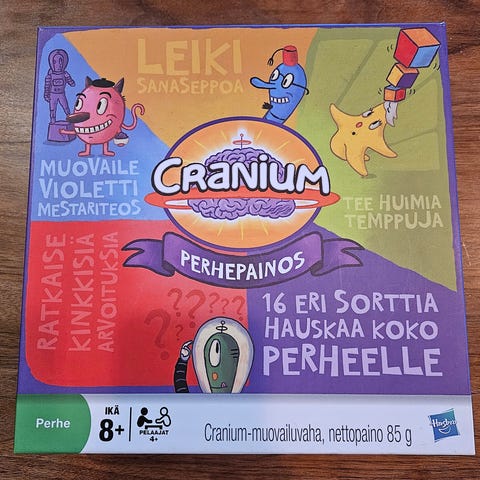 LEIKI
SANASEPPOA
MUOVAILE
VIOLETTI
MESTARITEOS
CRANIUM
TEE HUIMIA
TEMPPUJA
PERHEPAINOS
RATKAISE
KINKKISIÄ
ARVOITUKSIA
????
???
?
16 ERI SORTTIA
HAUSKAA KOKO
PERHEELLE
Perhe
IKÄ
8+
PELAAJAT
4+
Cranium-muovailuvaha, nettopaino 85 g
Hasbro